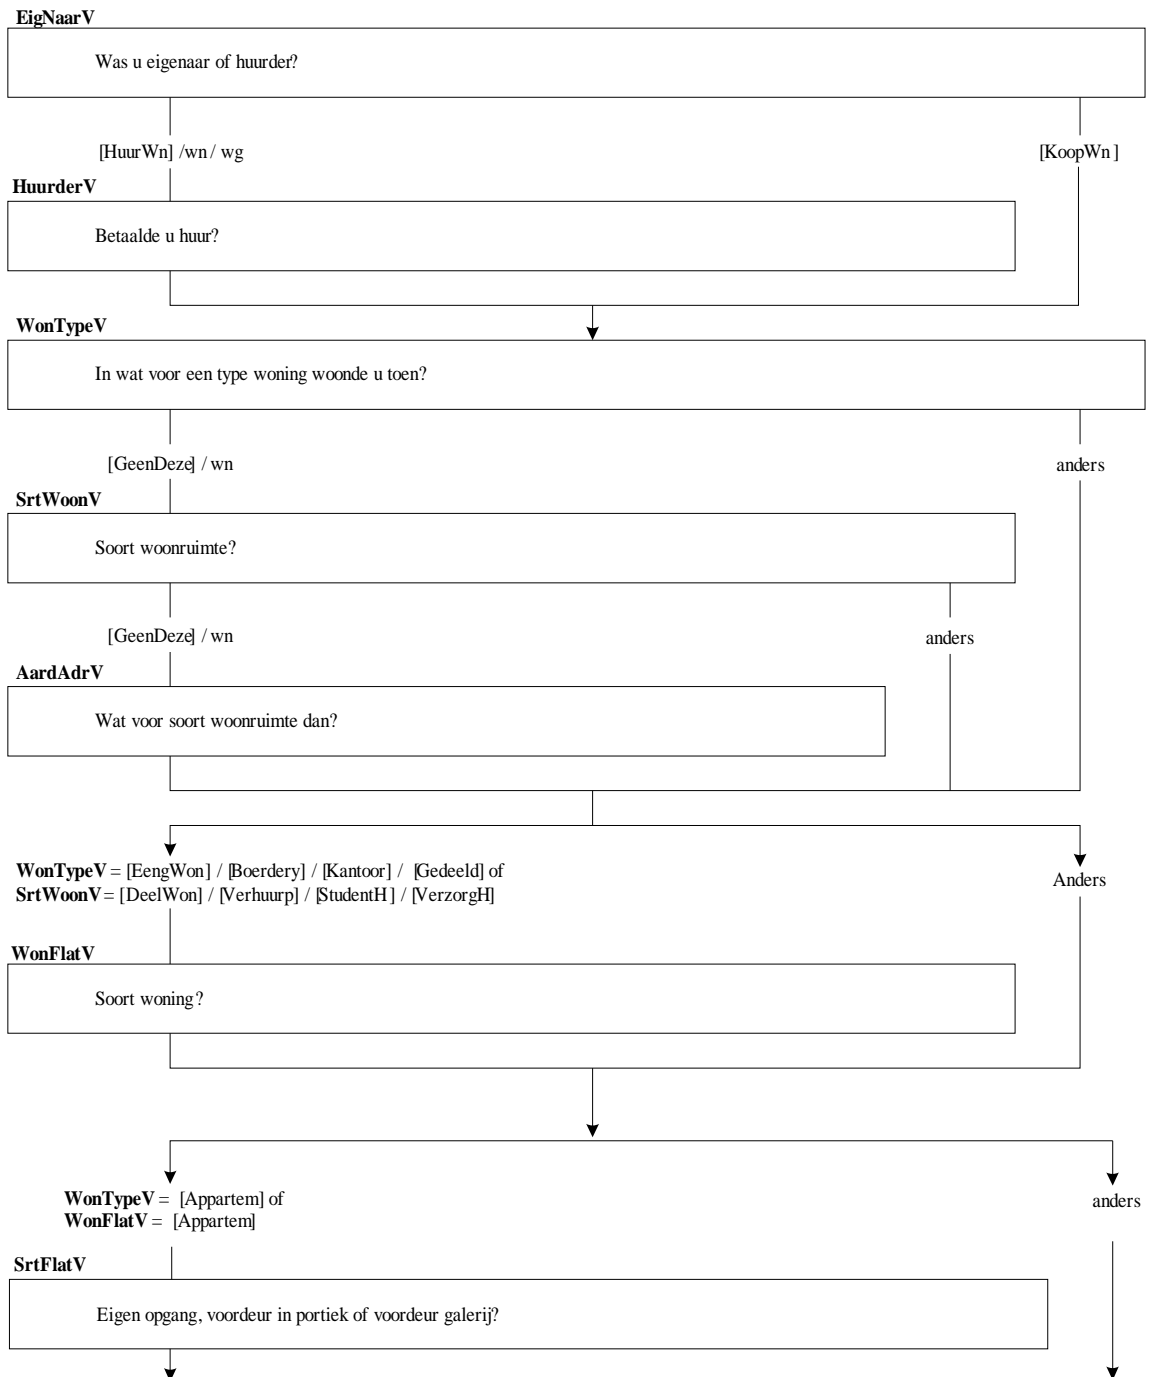 EigNaarV
Was u eigenaar of huurder?
[HuurWn] /wn / wg
[KoopWn ]
HuurderV
Betaalde u huur?
WonTypeV
In wat voor een type woning woonde u toen?
[GeenDeze] / wn
anders
SrtWoonV
Soort woonruimte?
[GeenDeze] / wn
anders
AardAdrV
Wat voor soort woonruimte dan?
WonTypeV = [EengWon] / [Boerdery] / [Kantoor] / [Gedeeld] of
SrtWoonV = [DeelWon] / [Verhuurp] / [StudentH] / [VerzorgH]
Anders
WonFlatV
Soort woning?
WonTypeV = [Appartem] of
WonFlatV = [Appartem]
anders
SrtFlatV
Eigen opgang, voordeur in portiek of voordeur galerij?